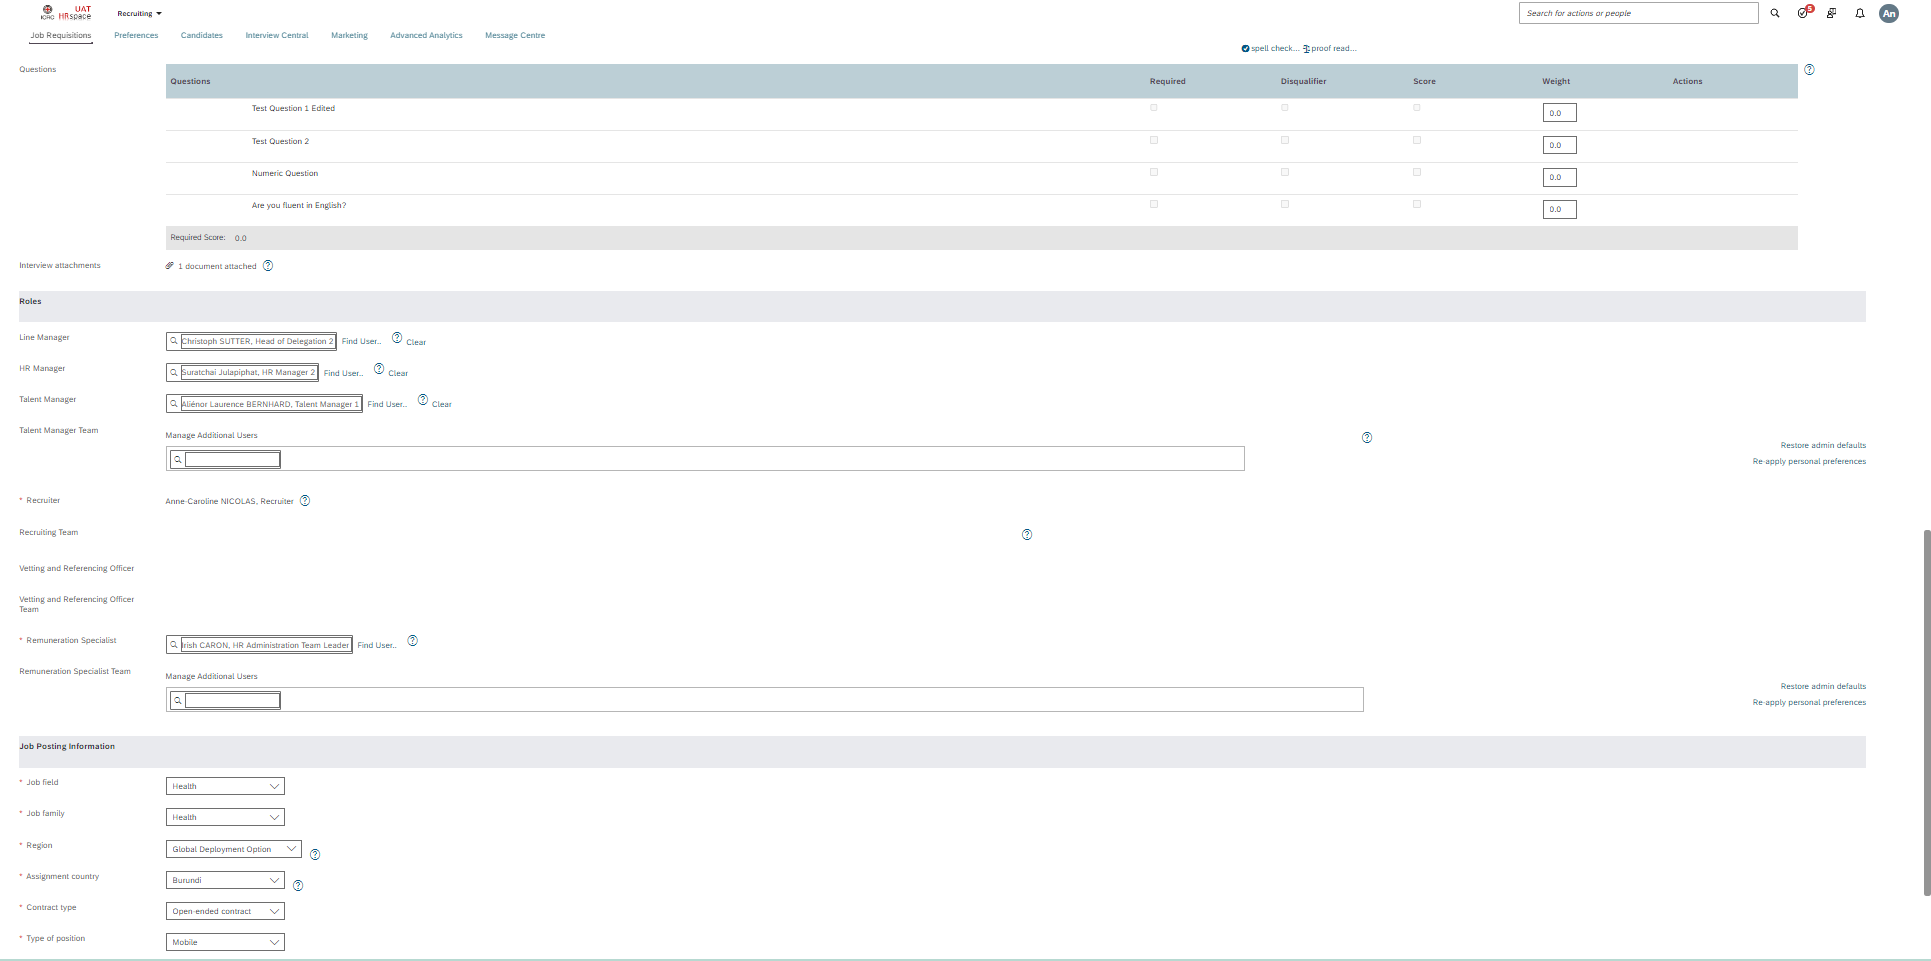 ICRC UAT HRspace Recruiting Search for actions or people 5 An
Job Requisitions Preferences Candidates Interview Central Marketing Advanced Analytics Message Centre
spell check... proof read...
Questions
Questions Required Disqualifier Score Weight Actions
Test Question 1 Edited 0.0
Test Question 2 0.0
Numeric Question 0.0
Are you fluent in English? 0.0
Required Score: 0.0
Interview attachments 1 document attached
Roles
Line Manager Christoph SUTTER, Head of Delegation 2 Find User.. Clear
HR Manager Suratchai Julapiphat, HR Manager 2 Find User.. Clear
Talent Manager Aliénor Laurence BERNHARD, Talent Manager 1 Find User.. Clear
Talent Manager Team Manage Additional Users
Restore admin defaults
Re-apply personal preferences
* Recruiter Anne-Caroline NICOLAS, Recruiter
Recruiting Team
Vetting and Referencing Officer
Vetting and Referencing Officer
Team
* Remuneration Specialist Irish CARON, HR Administration Team Leader Find User..
Remuneration Specialist Team Manage Additional Users
Restore admin defaults
Re-apply personal preferences
Job Posting Information
* Job field Health
* Job family Health
* Region Global Deployment Option
* Assignment country Burundi
* Contract type Open-ended contract
* Type of position Mobile